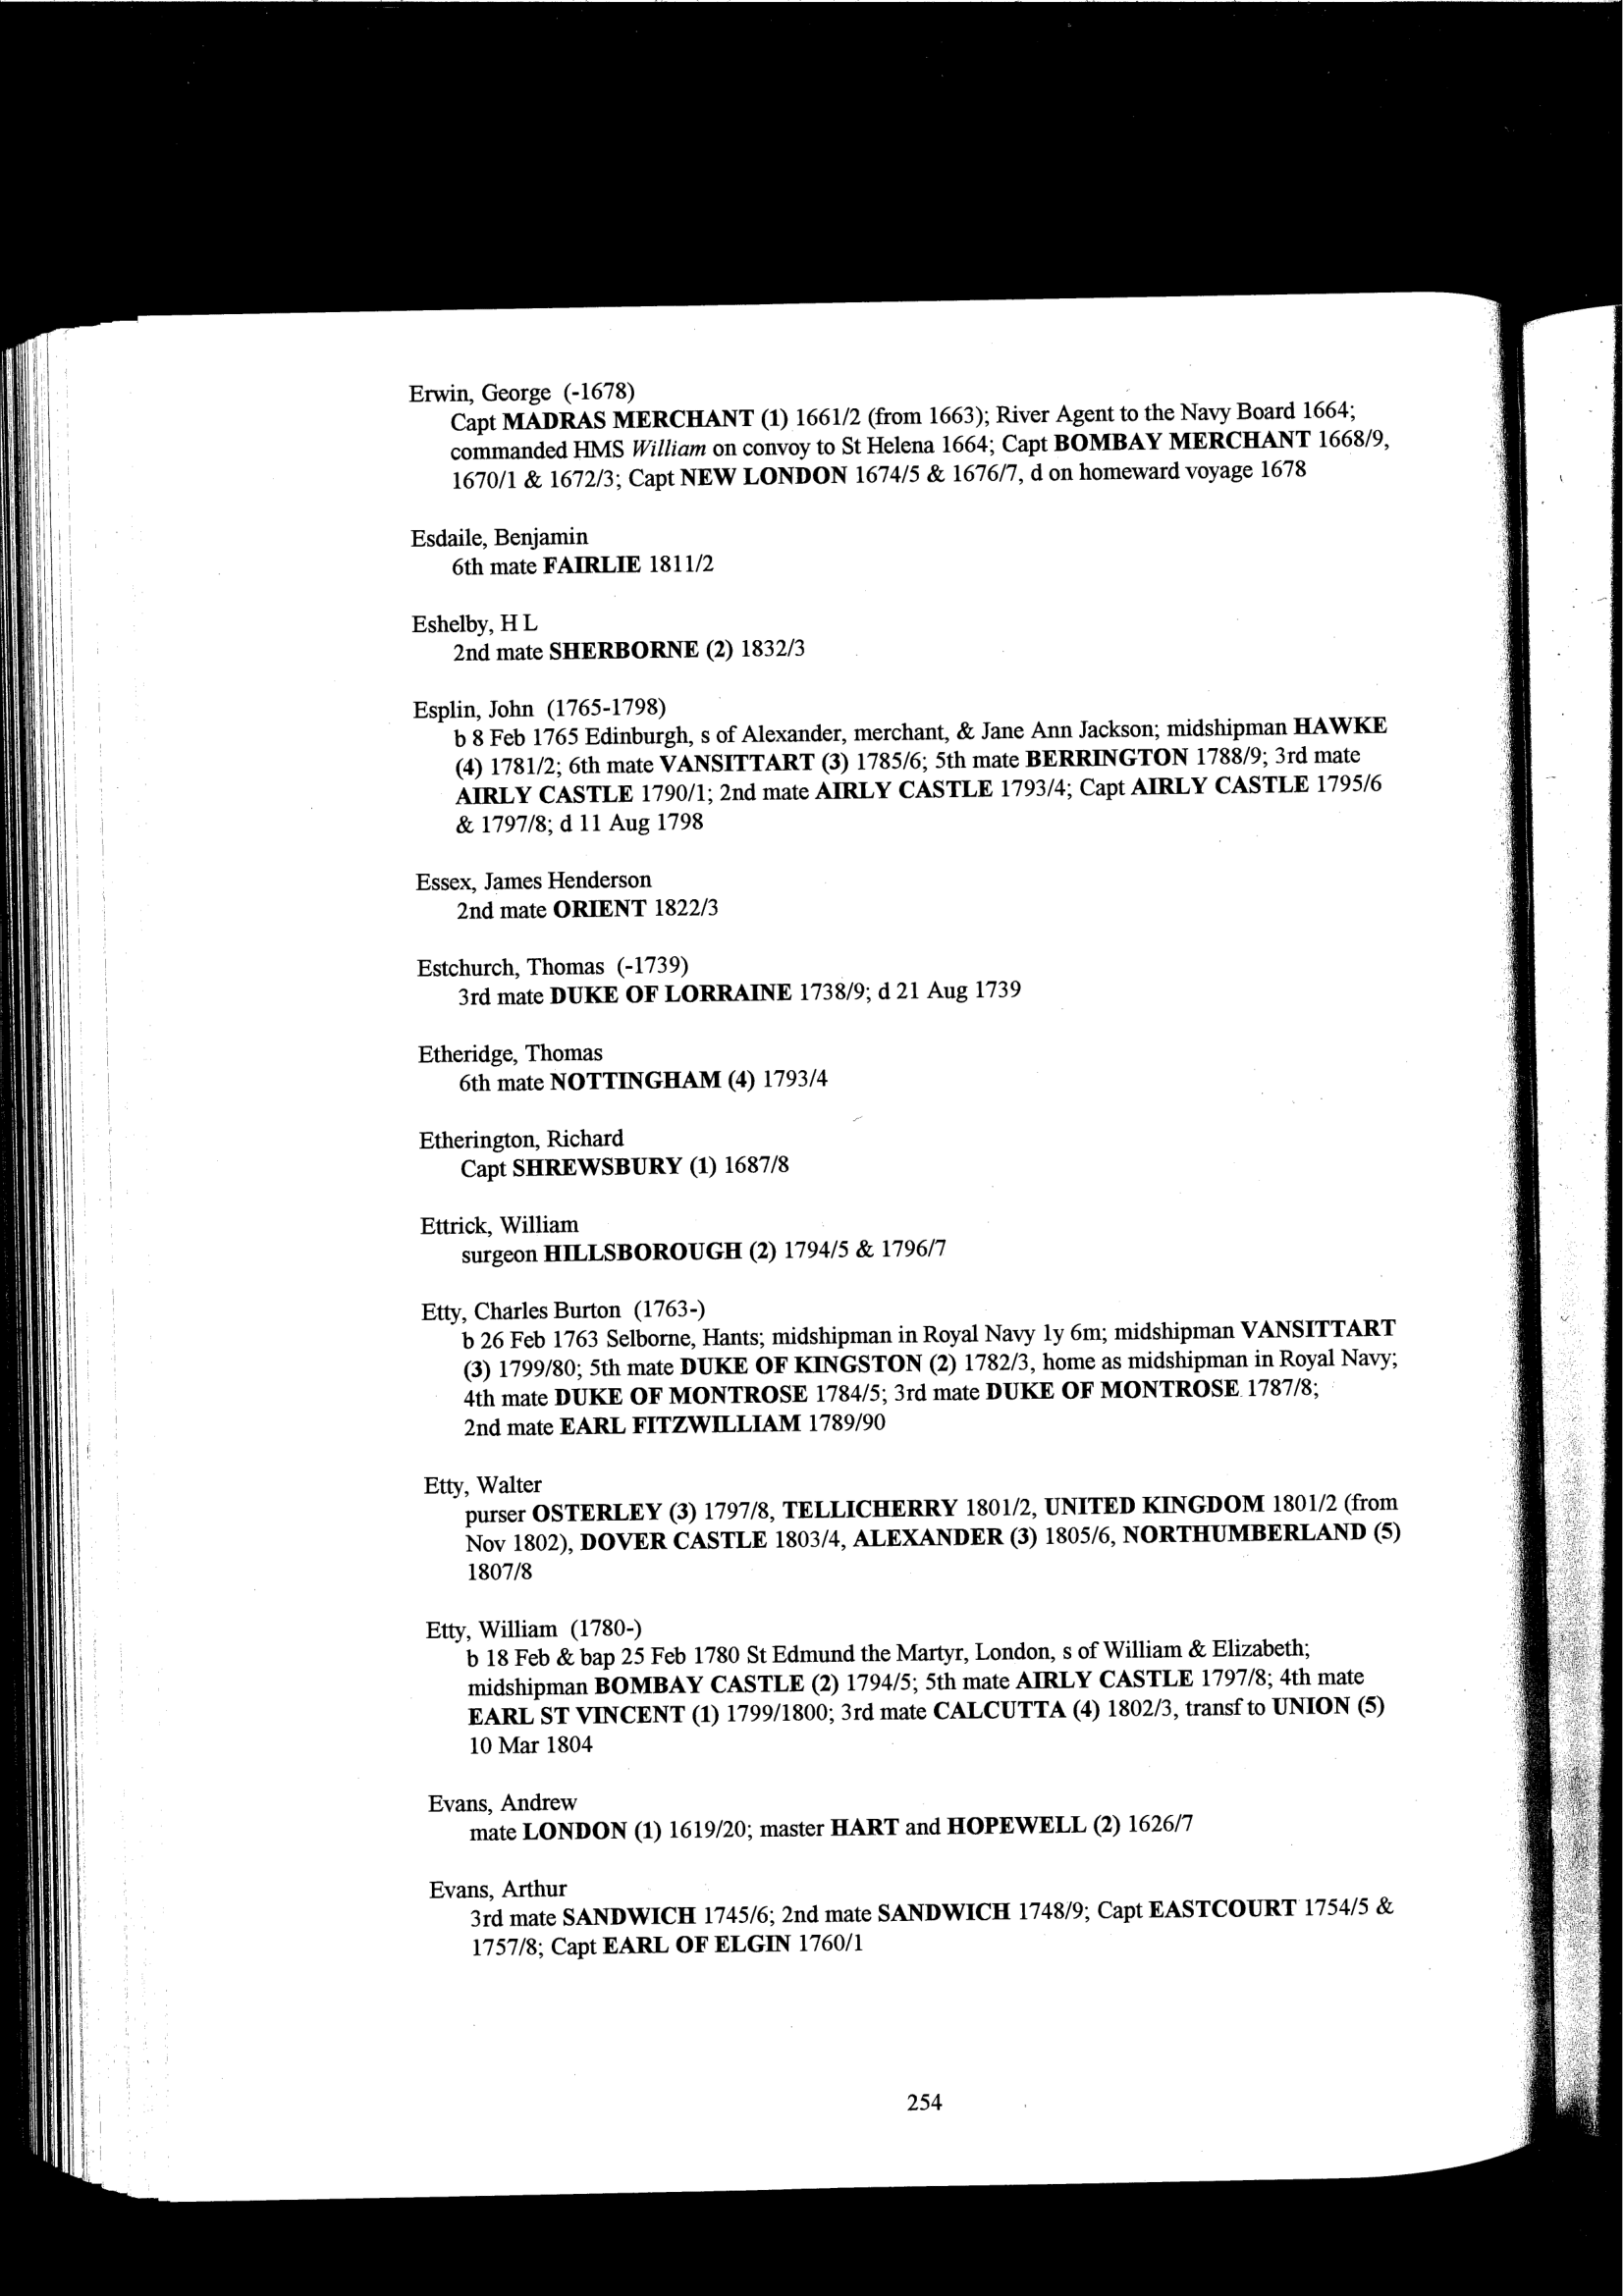 Erwin, George (-1678)
Capt MADRAS MERCHANT (1) 1661/2 (from 1663); River Agent to the Navy Board 1664;
commanded HMS William on convoy to St Helena 1664; Capt BOMBAY MERCHANT 1668/9,
1670/1 & 1672/3; Capt NEW LONDON 1674/5 & 1676/7, d on homeward voyage 1678
Esdaile, Benjamin
6th mate FAIRLIE 1811/2
Eshelby, H L
2nd mate SHERBORNE (2) 1832/3
Esplin, John (1765-1798)
b 8 Feb 1765 Edinburgh, s of Alexander, merchant, & Jane Ann Jackson; midshipman HAWKE
(4) 1781/2; 6th mate VANSITTART (3) 1785/6; 5th mate BERRINGTON 1788/9; 3rd mate
AIRLY CASTLE 1790/1; 2nd mate AIRLY CASTLE 1793/4; Capt AIRLY CASTLE 1795/6
& 1797/8; d 11 Aug 1798
Essex, James Henderson
2nd mate ORIENT 1822/3
Estchurch, Thomas (-1739)
3rd mate DUKE OF LORRAINE 1738/9; d 21 Aug 1739
Etheridge, Thomas
6th mate NOTTINGHAM (4) 1793/4
Etherington, Richard
Capt SHREWSBURY (1) 1687/8
Ettrick, William
surgeon HILLSBOROUGH (2) 1794/5 & 1796/7
Etty, Charles Burton (1763-)
b 26 Feb 1763 Selborne, Hants; midshipman in Royal Navy 1y 6m; midshipman VANSITTART
(3) 1799/80; 5th mate DUKE OF KINGSTON (2) 1782/3, home as midshipman in Royal Navy;
4th mate DUKE OF MONTROSE 1784/5; 3rd mate DUKE OF MONTROSE 1787/8;
2nd mate EARL FITZWILLIAM 1789/90
Etty, Walter
purser OSTERLEY (3) 1797/8, TELLICHERRY 1801/2, UNITED KINGDOM 1801/2 (from
Nov 1802), DOVER CASTLE 1803/4, ALEXANDER (3) 1805/6, NORTHUMBERLAND (5)
1807/8
Etty, William (1780-)
b 18 Feb & bap 25 Feb 1780 St Edmund the Martyr, London, s of William & Elizabeth;
midshipman BOMBAY CASTLE (2) 1794/5; 5th mate AIRLY CASTLE 1797/8; 4th mate
EARL ST VINCENT (1) 1799/1800; 3rd mate CALCUTTA (4) 1802/3, transf to UNION (5)
10 Mar 1804
Evans, Andrew
mate LONDON (1) 1619/20; master HART and HOPEWELL (2) 1626/7
Evans, Arthur
3rd mate SANDWICH 1745/6; 2nd mate SANDWICH 1748/9; Capt EASTCOURT 1754/5 &
1757/8; Capt EARL OF ELGIN 1760/1
254